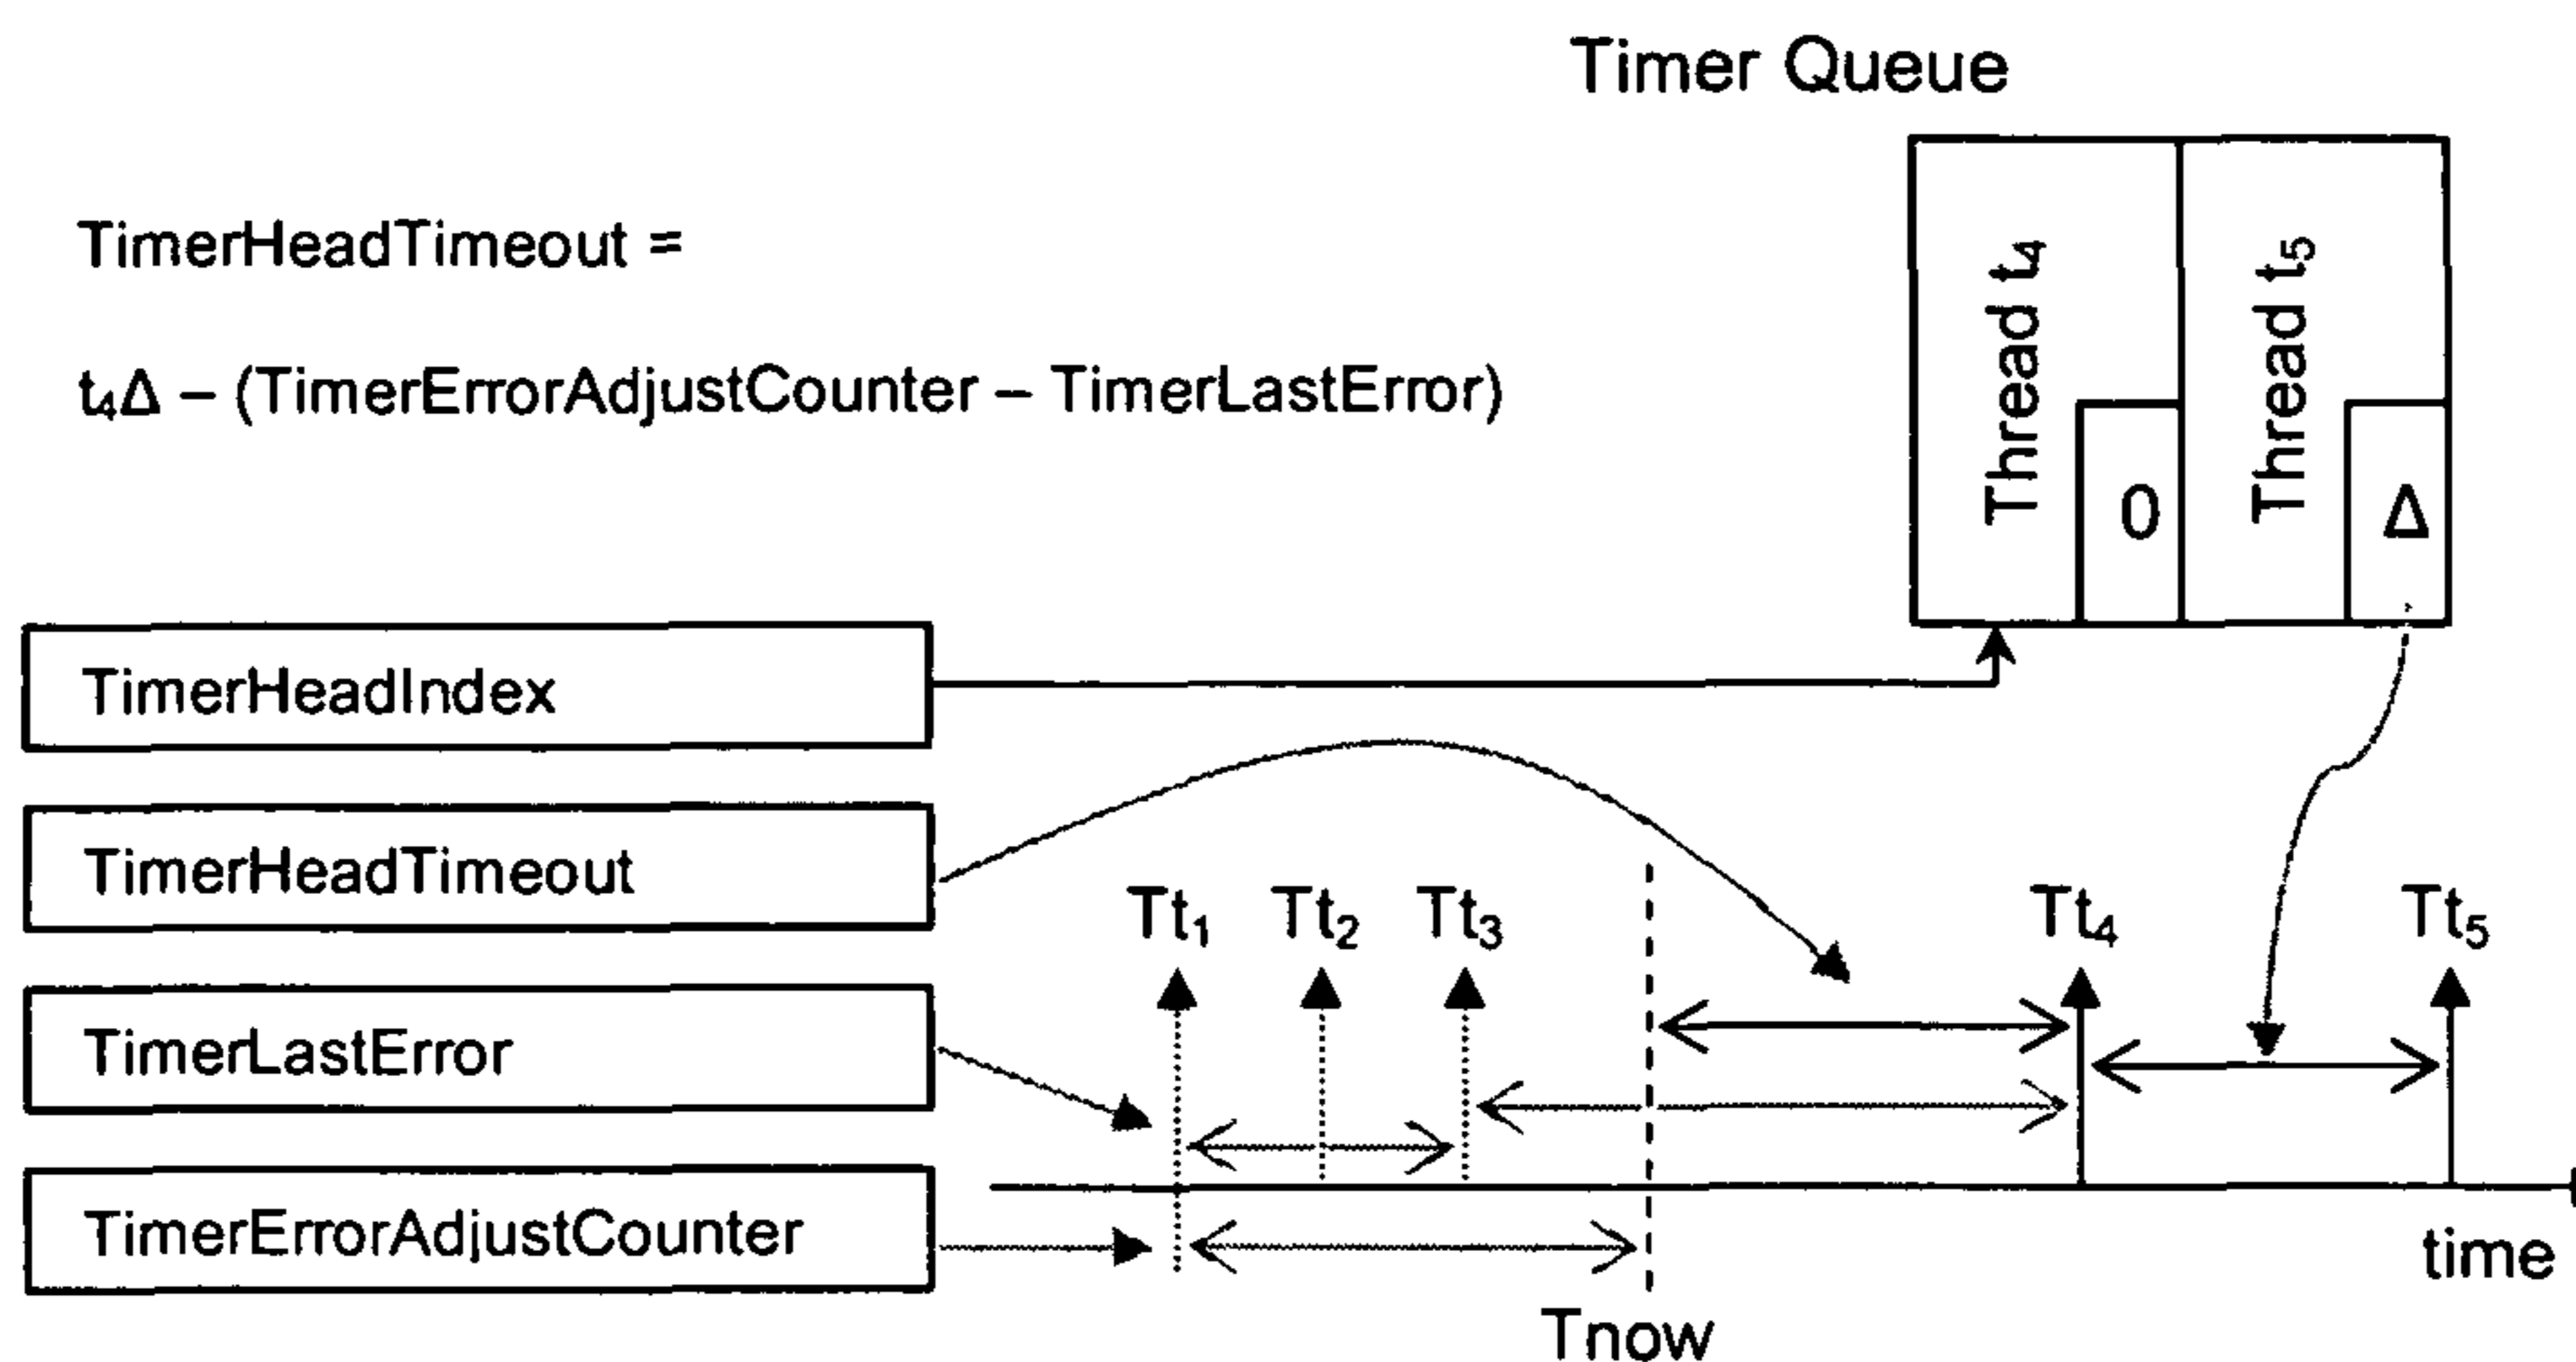 Timer Queue
TimerHeadTimeout =
t₄Δ – (TimerErrorAdjustCounter – TimerLastError)
Thread t₄
0
Thread t₅
Δ
TimerHeadIndex
TimerHeadTimeout
TimerLastError
TimerErrorAdjustCounter
Tt₁ Tt₂ Tt₃ Tt₄ Tt₅
time
Tnow